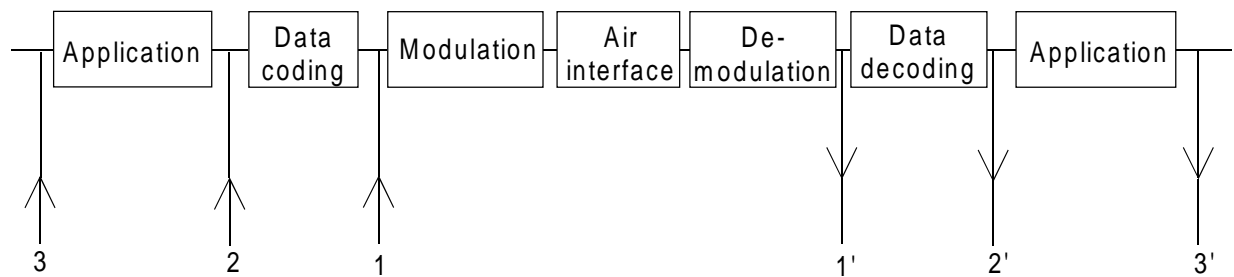 Application
Data
coding
Modulation
Air
interface
De-
modulation
Data
decoding
Application
3
2
1
1'
2'
3'